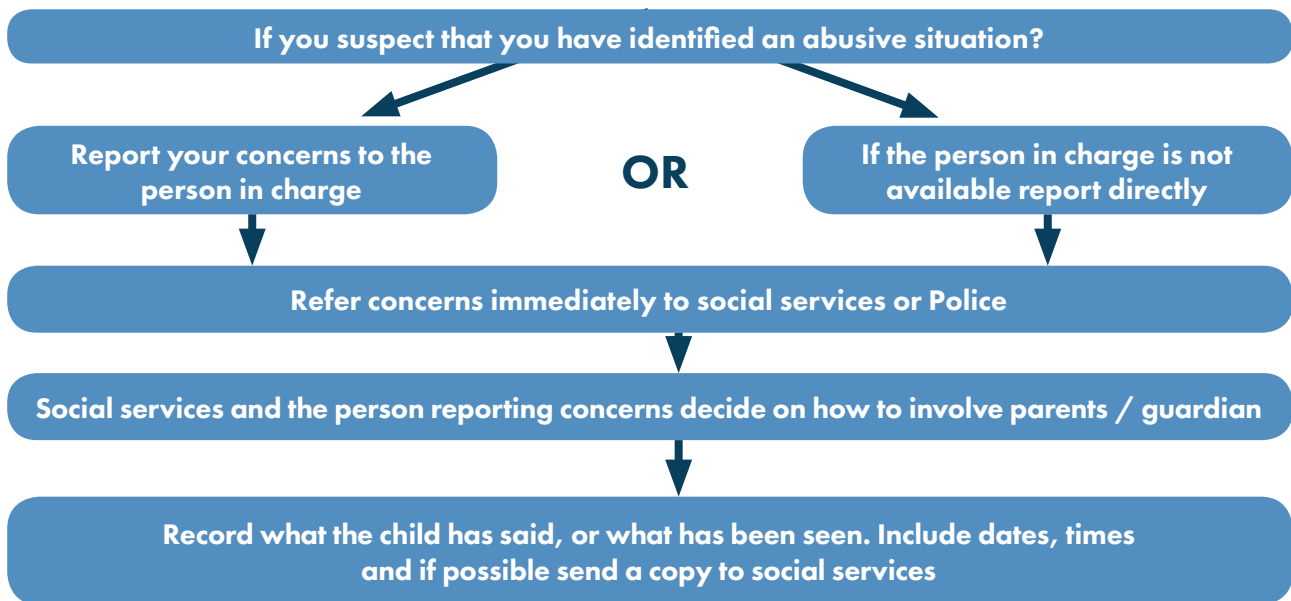 If you suspect that you have identified an abusive situation?
Report your concerns to the
person in charge
OR
If the person in charge is not
available report directly
Refer concerns immediately to social services or Police
Social services and the person reporting concerns decide on how to involve parents / guardian
Record what the child has said, or what has been seen. Include dates, times
and if possible send a copy to social services